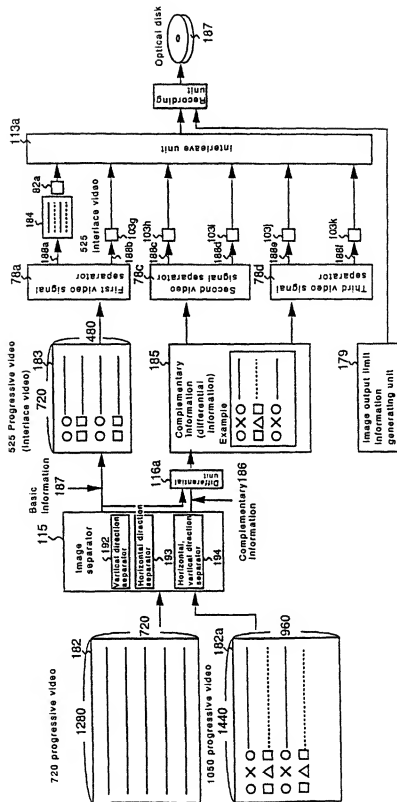 720 progressive video
182
1280
720
1050 progressive video
182a
1440
960
115
Image
separator
192
Vartical direction
separator
Horizontal direction
separator
193
Horizontal, vartical
separator
194
Basic
Information
187
Complementary186
Information
116a
Differential
unit
525 Progressive video
(Interlace video)
183
720
480
185
Complementary
Information
(differential
Information)
Example
179
Image output limit
Information
generating unit
78a
First video signal
separator
78c
Second video
signal separator
78d
Third video signal
separator
188a
184
82a
525
Interlace video
188b
103g
188c
103h
188d
103i
188e
103j
188f
103k
113a
Interleave unit
Recording
unit
Optical disk
187